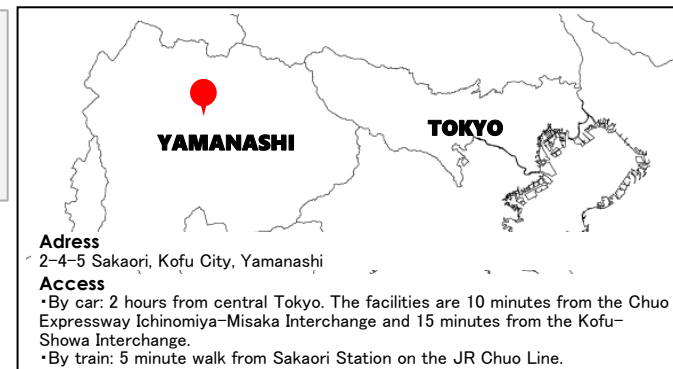 YAMANASHI
TOKYO
Adress
2-4-5 Sakaori, Kofu City, Yamanashi
Access
・By car: 2 hours from central Tokyo. The facilities are 10 minutes from the Chuo
Expressway Ichinomiya-Misaka Interchange and 15 minutes from the Kofu-
Showa Interchange.
・By train: 5 minute walk from Sakaori Station on the JR Chuo Line.